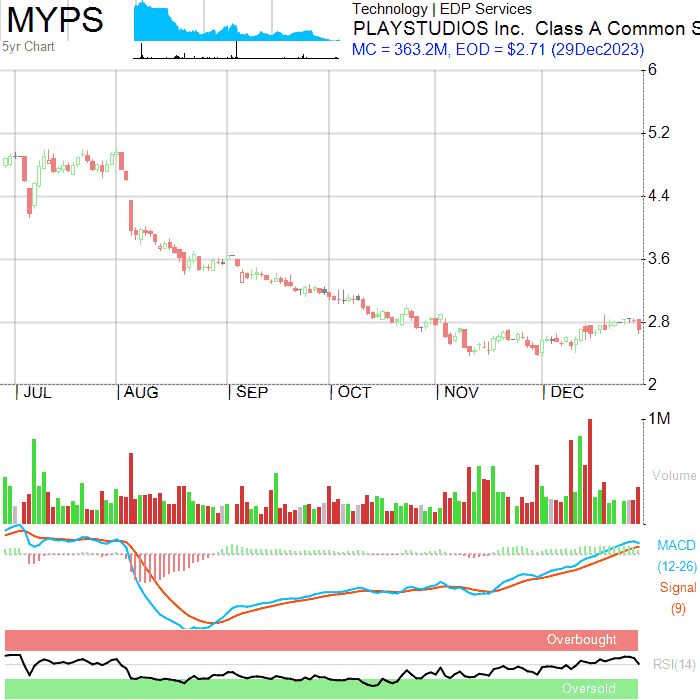 MYPS
5yr Chart
Technology | EDP Services
PLAYSTUDIOS Inc. Class A Common S
MC = 363.2M, EOD = $2.71 (29Dec2023)
6
5.2
4.4
3.6
2.8
2
JUL AUG SEP OCT NOV DEC
1M
Volume
MACD
(12-26)
Signal
(9)
Overbought
RSI(14)
Oversold